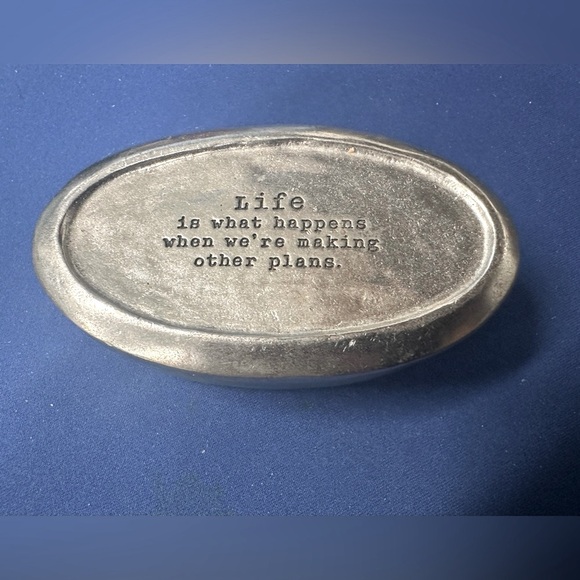 Life
is what happens
when we're making
other plans.